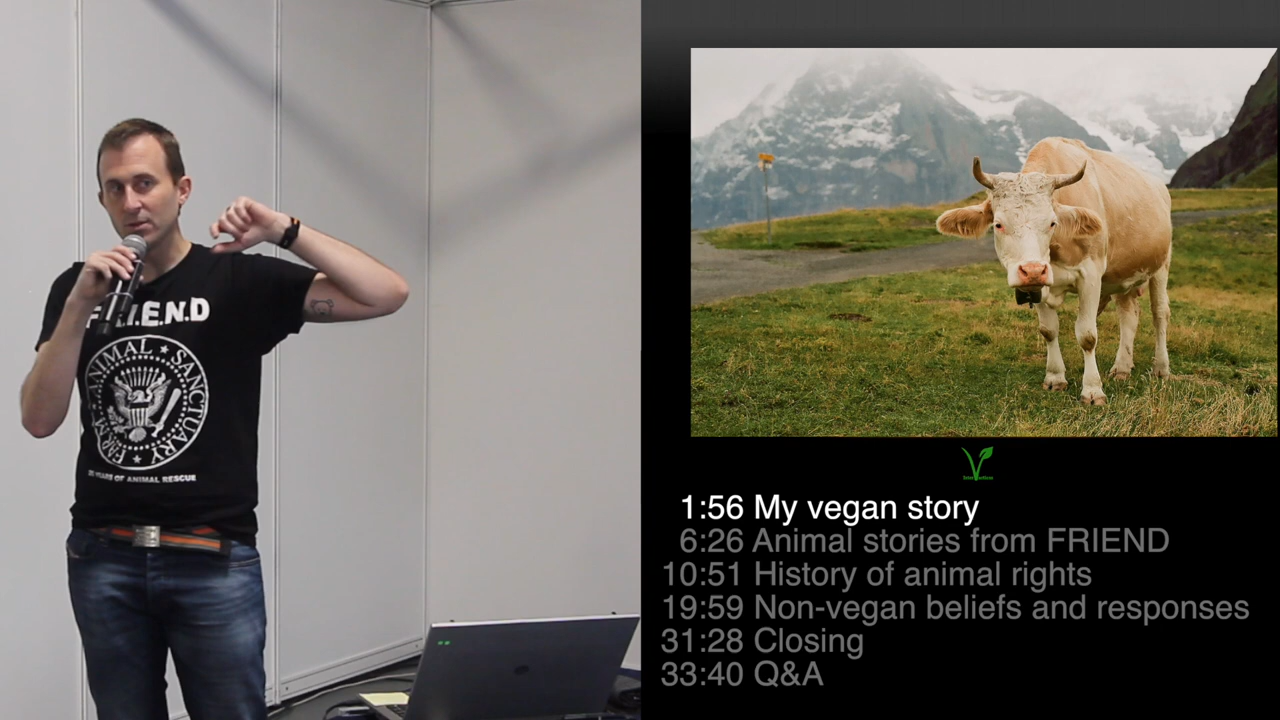 F.R.I.E.N.D
ANIMAL ★ SANCTUARY ★ FARM
YEARS OF ANIMAL RESCUE
1:56 My vegan story
6:26 Animal stories from FRIEND
10:51 History of animal rights
19:59 Non-vegan beliefs and responses
31:28 Closing
33:40 Q&A